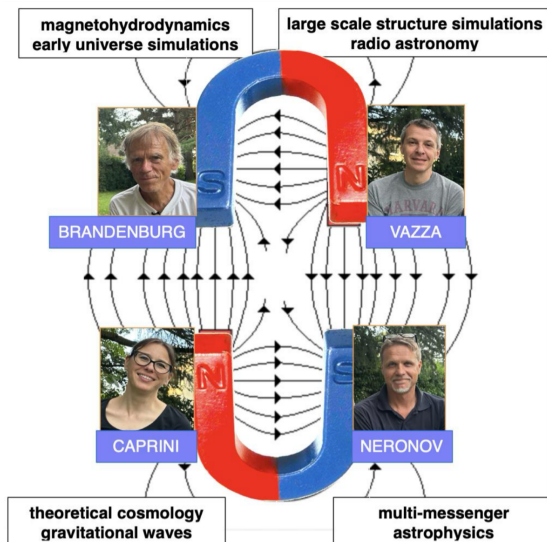 magnetohydrodynamics
early universe simulations
large scale structure simulations
radio astronomy
S
N
HARVAR
BRANDENBURG
VAZZA
N
S
CAPRINI
NERONOV
theoretical cosmology
gravitational waves
multi-messenger
astrophysics